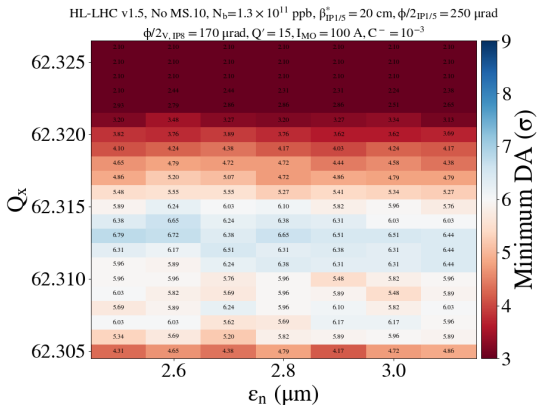 HL-LHC v1.5, No MS.10, N_b=1.3 × 10^11 ppb, β*_IP1/5 = 20 cm, ϕ/2_IP1/5 = 250 μrad
ϕ/2_V, IP8 = 170 μrad, Q′ = 15, I_MO = 100 A, C^− = 10^−3
62.325
62.320 3.82 3.76 3.89 3.76 3.62 3.62 3.69
4.10 4.24 4.38 4.17 4.03 4.24 4.17
4.65 4.79 4.72 4.72 4.44 4.58 4.38
4.86 5.20 5.07 4.72 4.86 4.72 4.65
5.48 5.55 5.55 5.27 5.41 5.34 5.27
62.315 5.89 6.24 6.03 6.10 5.82 5.96 5.76
6.38 6.65 6.24 6.38 6.31 6.03 6.03
6.79 6.72 6.38 6.65 6.51 6.51 6.44
6.31 6.17 6.51 6.51 6.31 6.31 6.44
5.96 5.89 6.24 6.38 6.31 6.44 6.44
62.310 5.96 5.96 5.76 5.96 5.48 5.82 5.96
6.03 5.82 5.69 5.96 5.89 5.48 5.89
5.69 5.89 6.24 5.96 6.10 5.82 5.89
6.03 6.03 5.62 5.69 6.17 6.17 5.96
5.34 5.69 5.20 5.82 5.96 5.96 5.89
62.305 4.31 4.65 4.38 4.79 4.17 4.72 4.86
2.6 2.8 3.0
ε_n (μm)
Q_x
9
8
7
6
5
4
3
Minimum DA (σ)